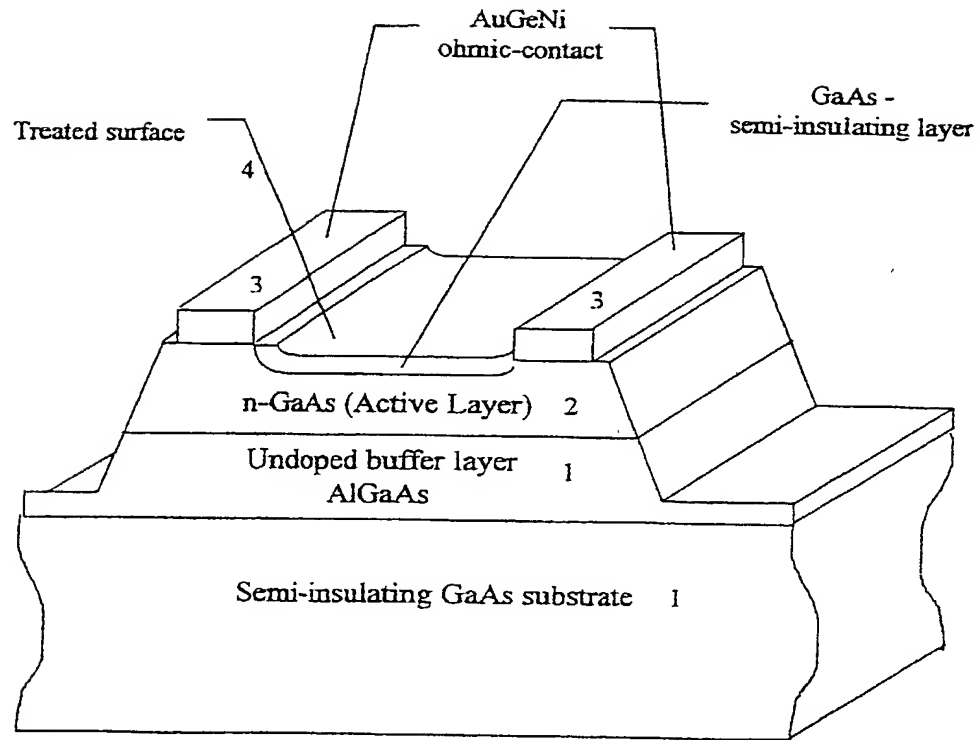 AuGeNi
ohmic-contact
GaAs -
semi-insulating layer
Treated surface
4
3
3
n-GaAs (Active Layer) 2
Undoped buffer layer 1
AlGaAs
Semi-insulating GaAs substrate 1